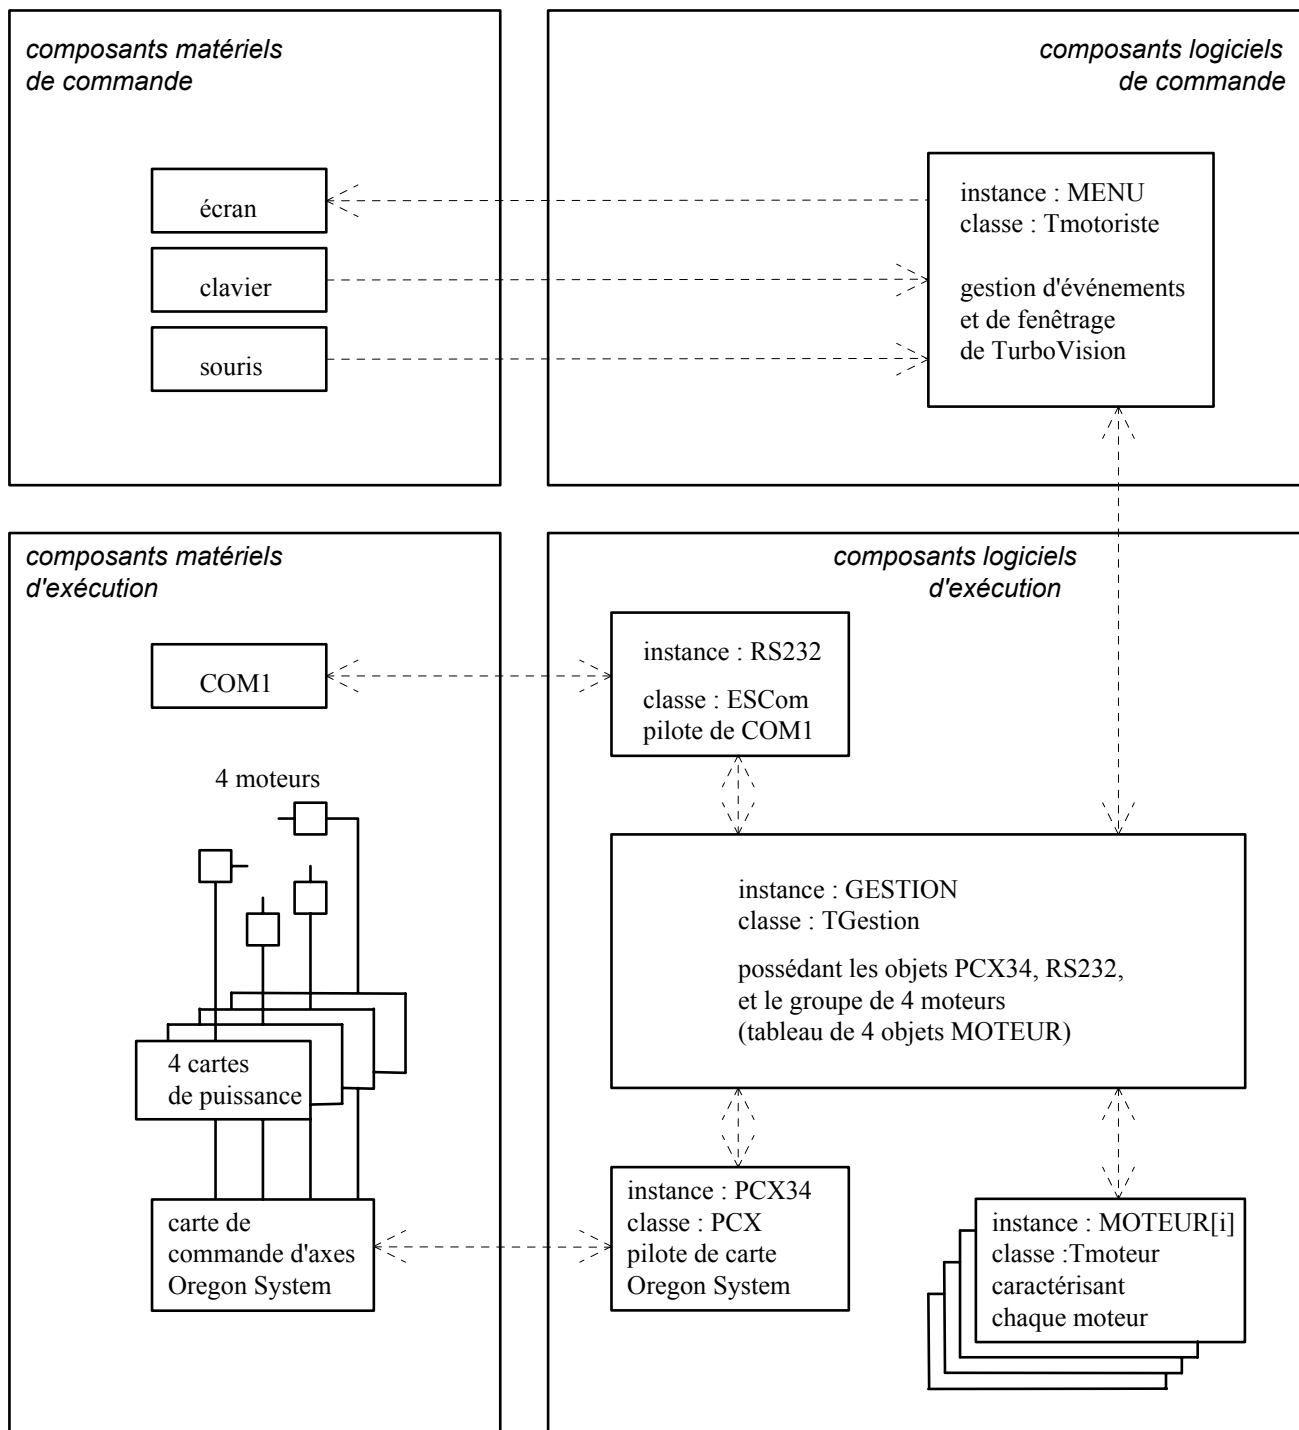 composants matériels
de commande
composants logiciels
de commande
écran
clavier
souris
instance : MENU
classe : Tmotoriste
gestion d'événements
et de fenêtrage
de TurboVision
composants matériels
d'exécution
COM1
4 moteurs
4 cartes
de puissance
carte de
commande d'axes
Oregon System
composants logiciels
d'exécution
instance : RS232
classe : ESCom
pilote de COM1
instance : GESTION
classe : TGestion
possédant les objets PCX34, RS232,
et le groupe de 4 moteurs
(tableau de 4 objets MOTEUR)
instance : PCX34
classe : PCX
pilote de carte
Oregon System
instance : MOTEUR[i]
classe :Tmoteur
caractérisant
chaque moteur